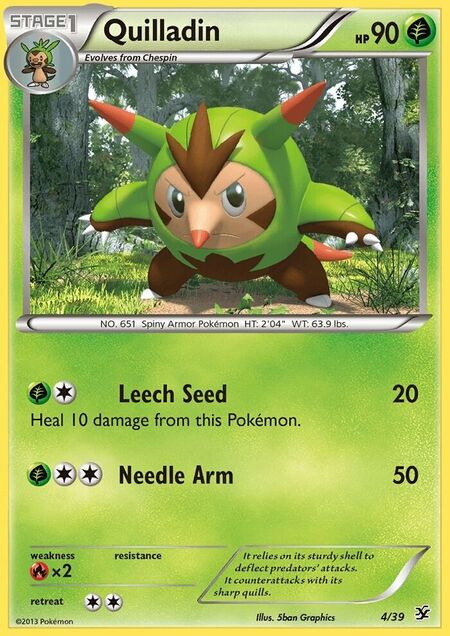 STAGE1 Quilladin HP 90
Evolves from Chespin
NO. 651 Spiny Armor Pokémon HT: 2'04" WT: 63.9 lbs.
Leech Seed 20
Heal 10 damage from this Pokémon.
Needle Arm 50
weakness resistance
×2
retreat
It relies on its sturdy shell to
deflect predators' attacks.
It counterattacks with its
sharp quills.
©2013 Pokémon Illus. 5ban Graphics 4/39